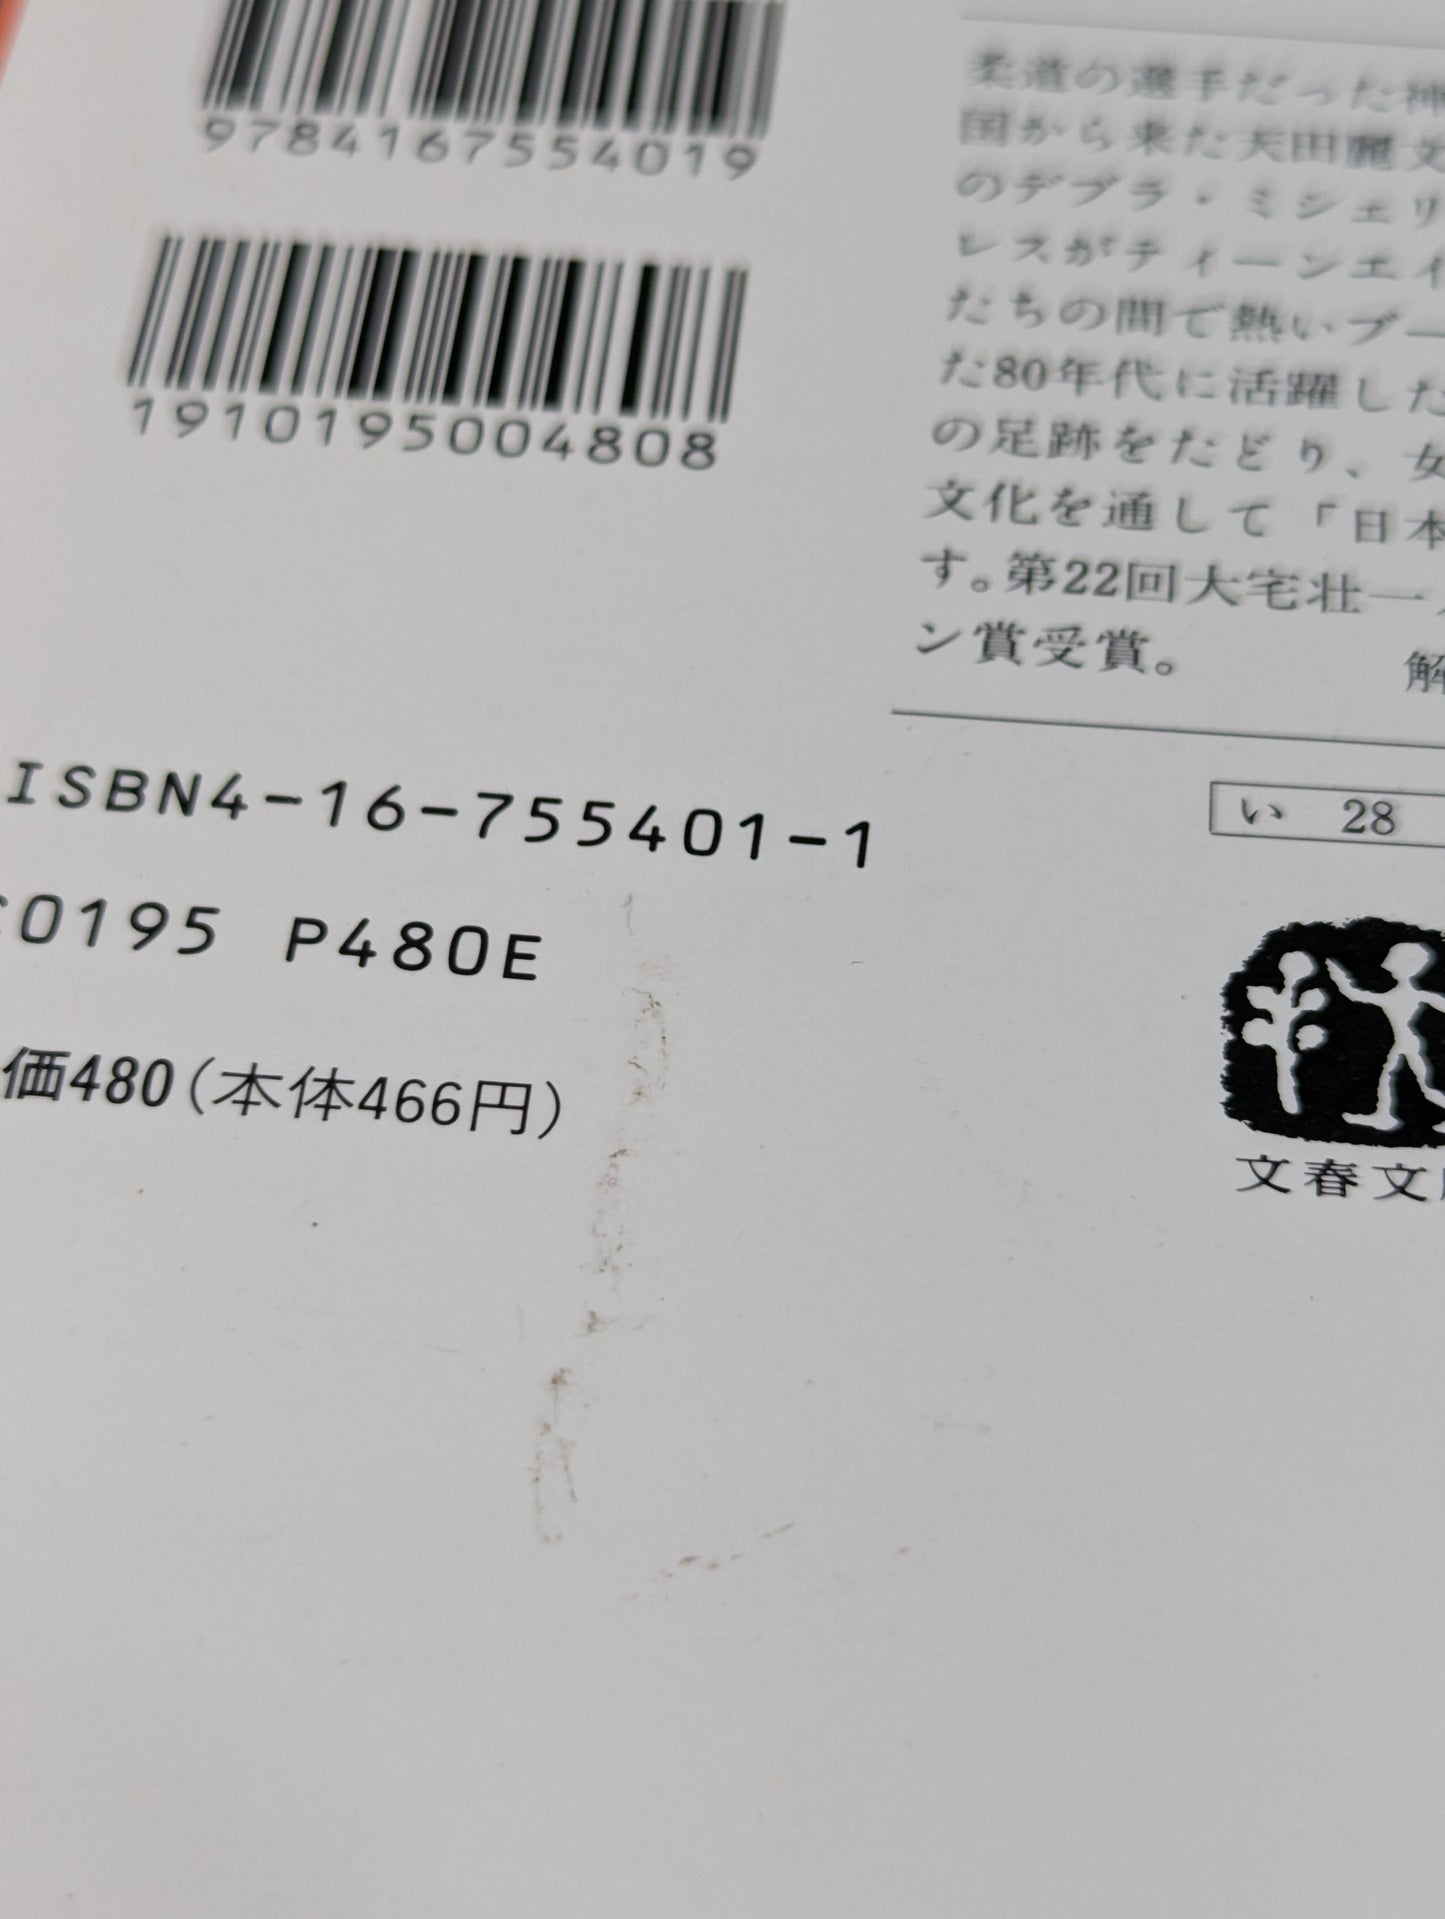 9784167554019
1910195004808
柔道の選手だった神
国から来た天田麗文
のデブラ・ミシェリ
レスがティーンエイ
たちの間で熱いブー
た80年代に活躍した
の足跡をたどり、女
文化を通して「日本
す。第22回大宅壮一
ン賞受賞。
解
ISBN4-16-755401-1
C0195 P480E
価480(本体466円)
い 28
文春文